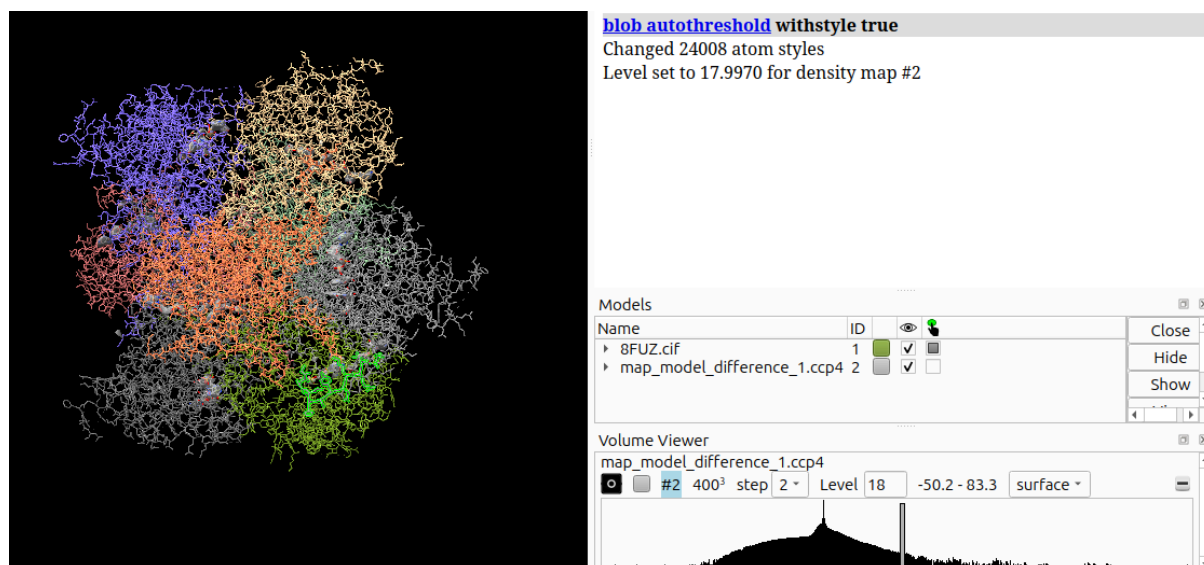 blob autothreshold withstyle true
Changed 24008 atom styles
Level set to 17.9970 for density map #2
Models
Name ID
8FUZ.cif 1
map_model_difference_1.ccp4 2
Close
Hide
Show
Volume Viewer
map_model_difference_1.ccp4
#2 400³ step 2 Level 18 -50.2 - 83.3 surface